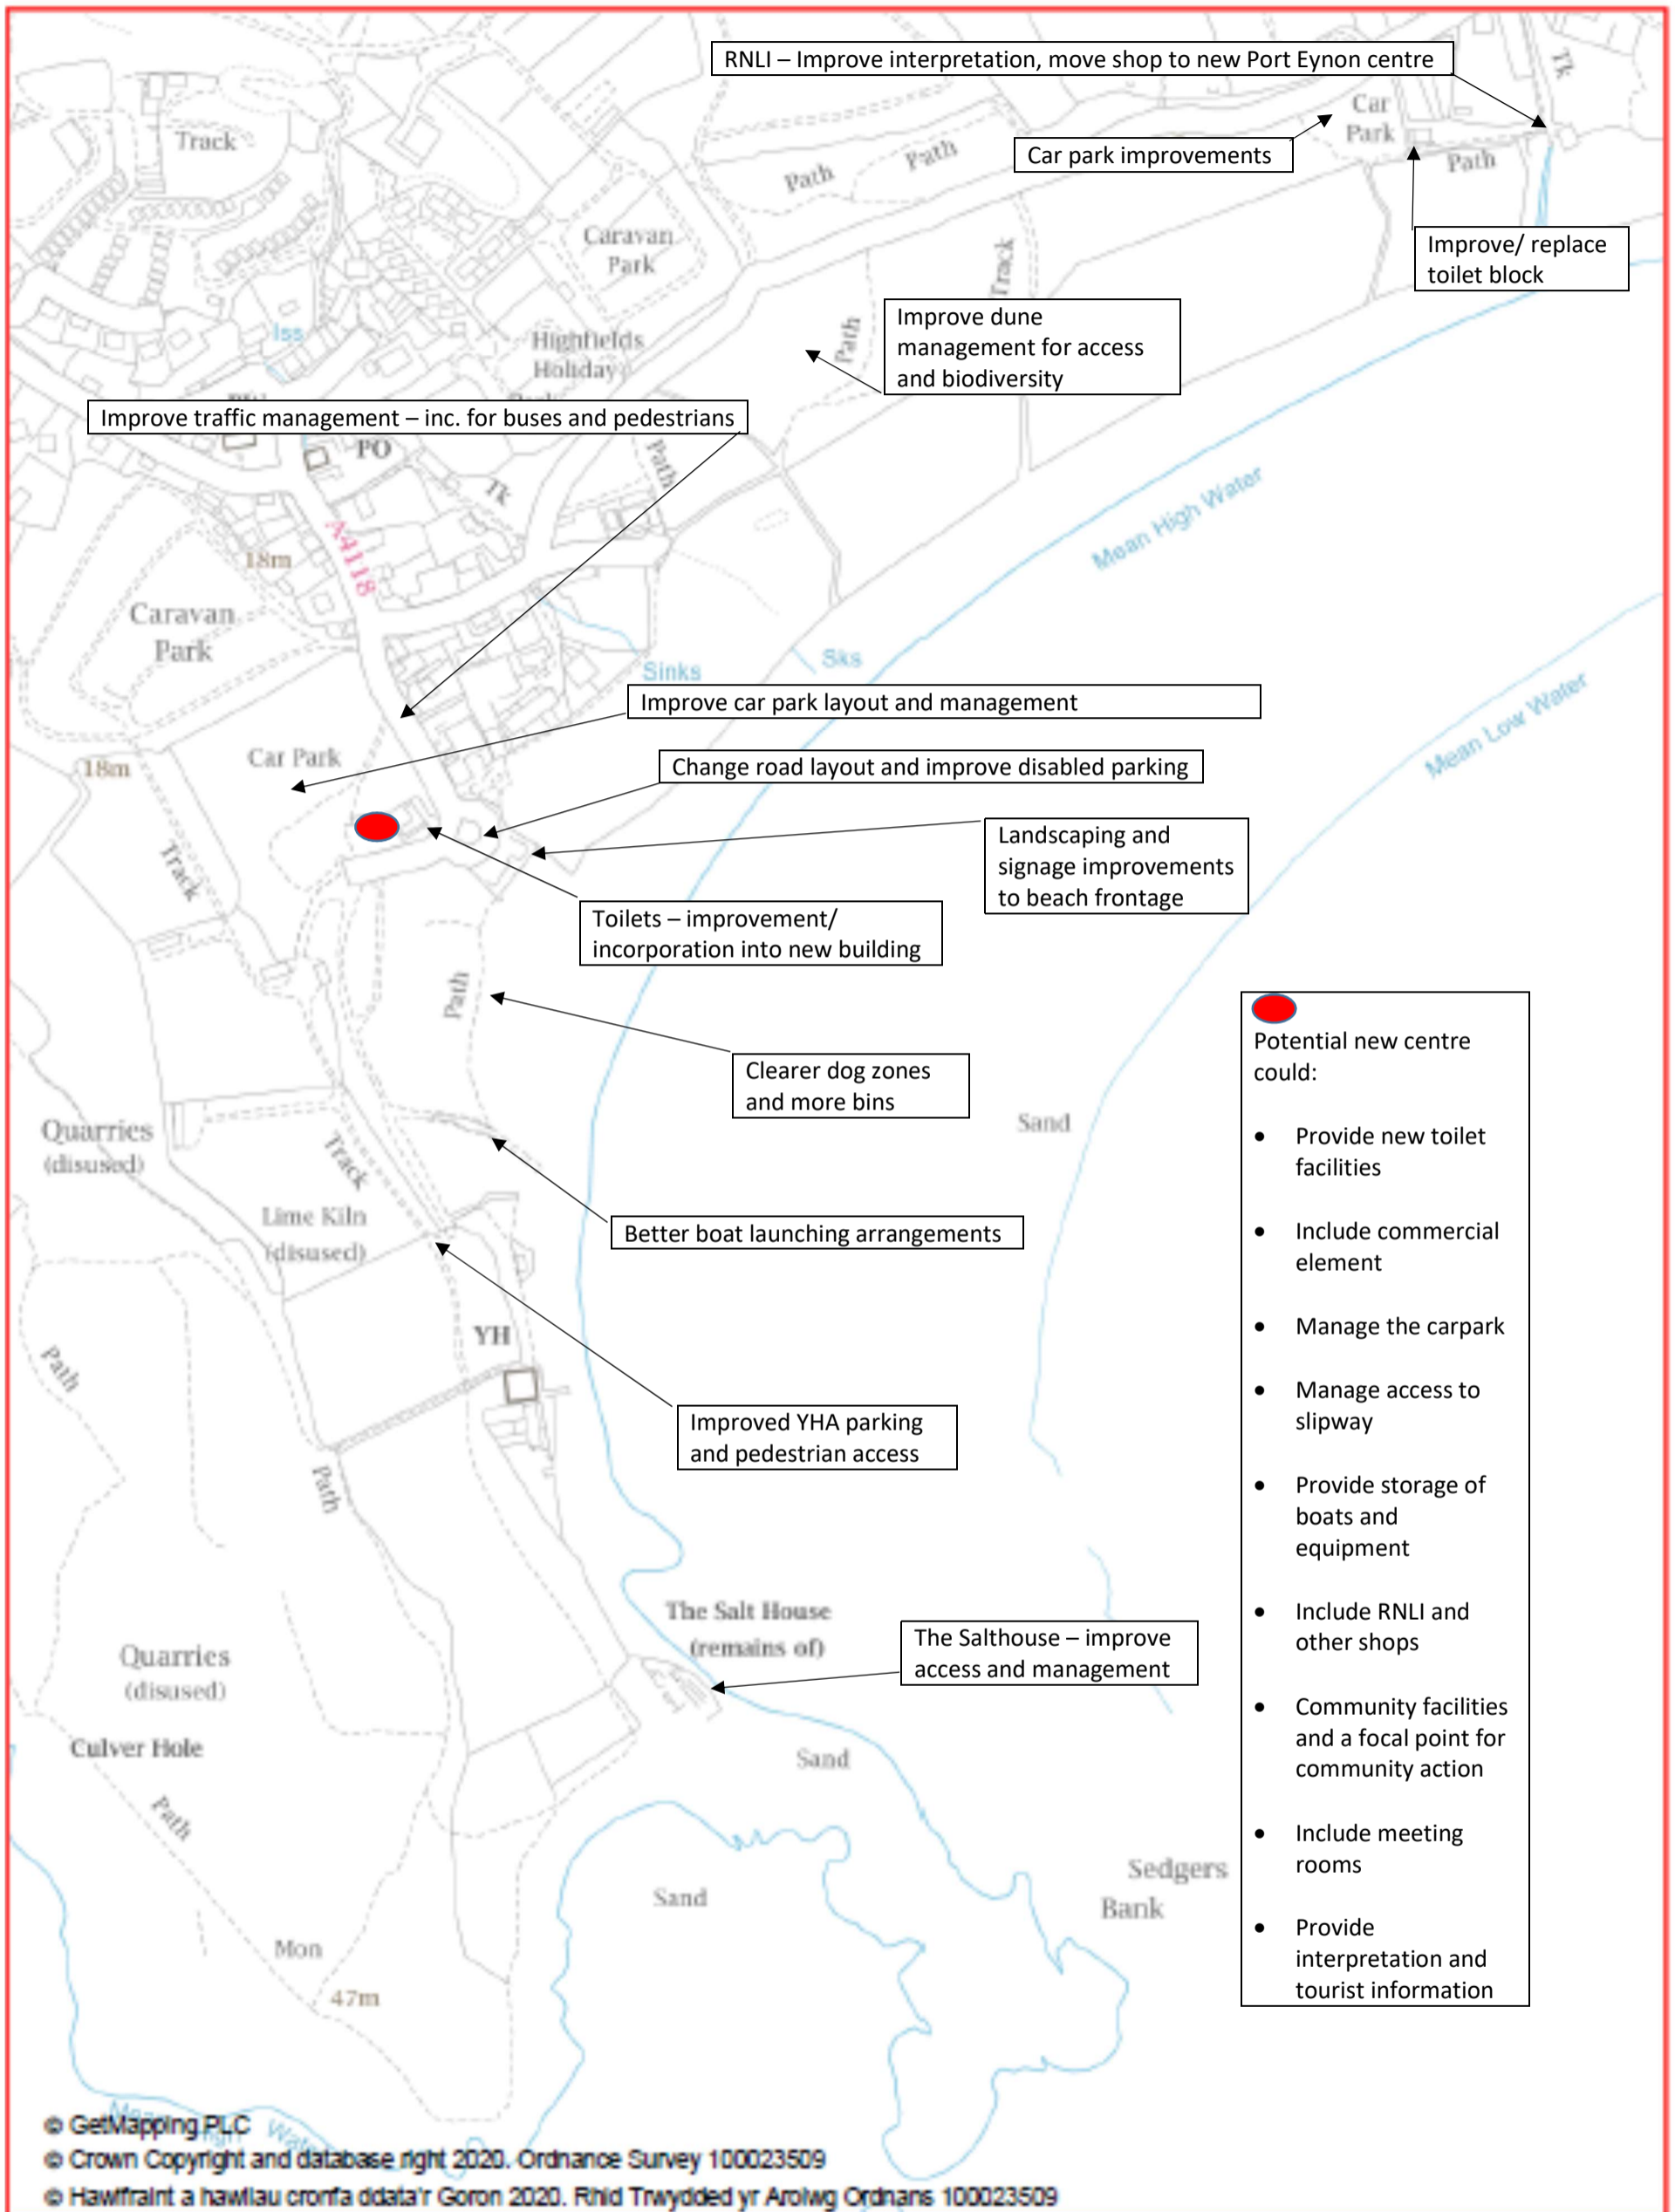 RNLI – Improve interpretation, move shop to new Port Eynon centre
Tk
Car
Park
Track
Car park improvements
Path
Path
Path
Caravan
Park
Improve/ replace
toilet block
Track
Improve dune
management for access
and biodiversity
Path
Iss
Highfields
Holiday
Improve traffic management – inc. for buses and pedestrians
PO
Path
Tk
Mean High Water
A4118
18m
Caravan
Park
Sinks
Sks
Improve car park layout and management
Mean Low Water
Car Park
18m
Change road layout and improve disabled parking
Landscaping and
signage improvements
to beach frontage
Track
Toilets – improvement/
incorporation into new building
Path
Clearer dog zones
and more bins
Sand
Quarries
(disused)
Track
Lime Kiln
(disused)
Better boat launching arrangements
YH
Path
Improved YHA parking
and pedestrian access
Path
The Salt House
(remains of)
The Salthouse – improve
access and management
Quarries
(disused)
Culver Hole
Sand
Path
Sand
Sedgers
Bank
Mon
47m
Potential new centre
could:
• Provide new toilet
facilities
• Include commercial
element
• Manage the carpark
• Manage access to
slipway
• Provide storage of
boats and
equipment
• Include RNLI and
other shops
• Community facilities
and a focal point for
community action
• Include meeting
rooms
• Provide
interpretation and
tourist information
© GetMapping PLC
© Crown Copyright and database right 2020. Ordnance Survey 100023509
© Hawlfraint a hawliau cronfa ddata'r Goron 2020. Rhid Trwydded yr Arolwg Ordnans 100023509